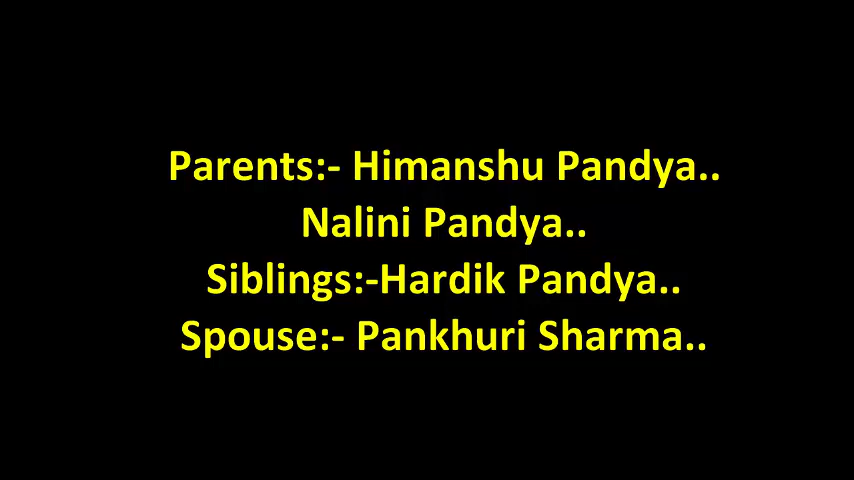 Parents:- Himanshu Pandya..
Nalini Pandya..
Siblings:-Hardik Pandya..
Spouse:- Pankhuri Sharma..